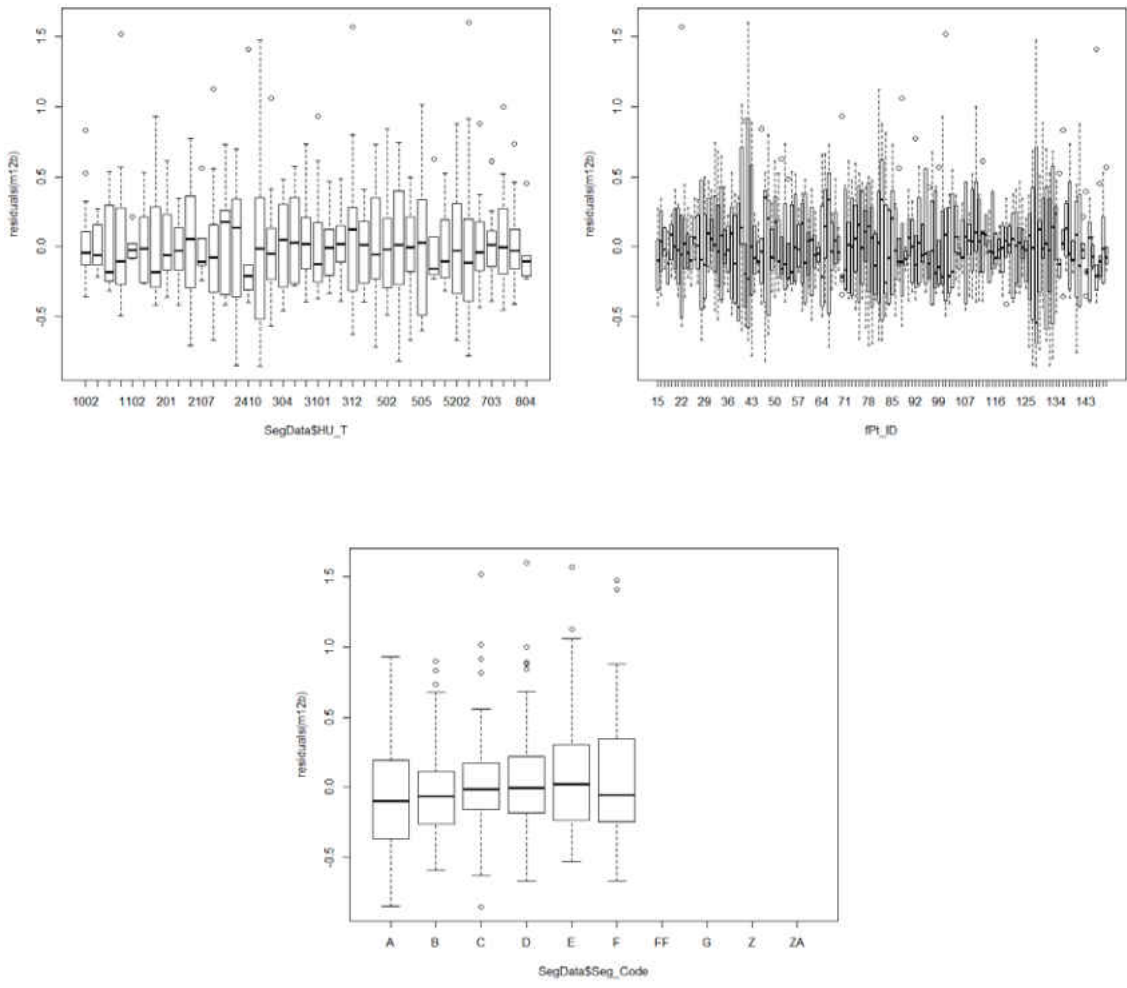 residuals(m12b)
1.5
1.0
0.5
0.0
-0.5
1002 1102 201 2107 2410 304 3101 312 502 505 5202 703 804
SegData$HU_T
residuals(m12b)
1.5
1.0
0.5
0.0
-0.5
15 22 29 36 43 50 57 64 71 78 85 92 99 107 116 125 134 143
fPt_ID
residuals(m12b)
1.5
1.0
0.5
0.0
-0.5
A B C D E F FF G Z ZA
SegData$Seg_Code